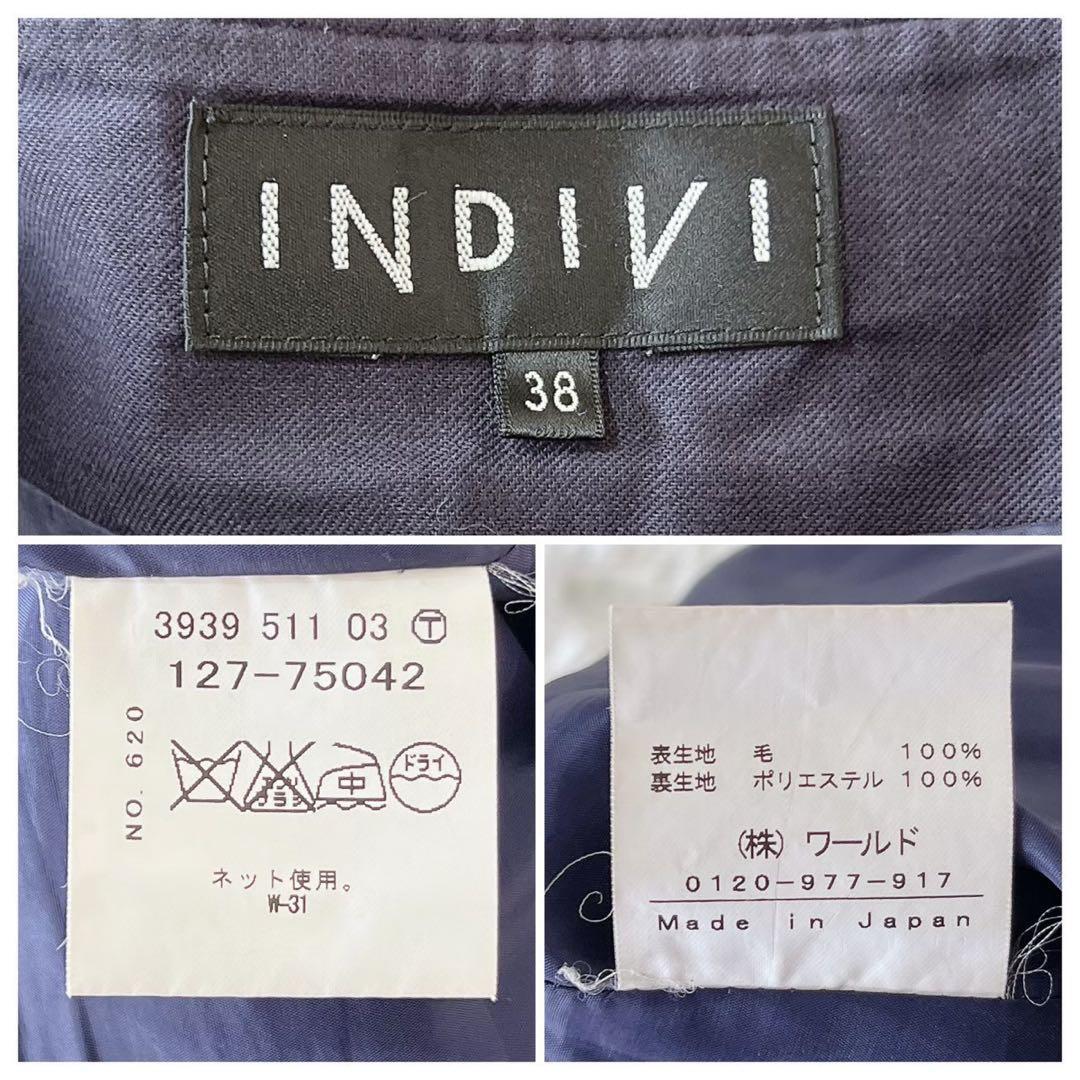 INDIVI
38
3939 511 03 Ⓣ
127-75042
NO. 620
中
ドライ
ネット使用。
W-31
表生地 毛 100%
裏生地 ポリエステル 100%
(株) ワールド
0120-977-917
Made in Japan